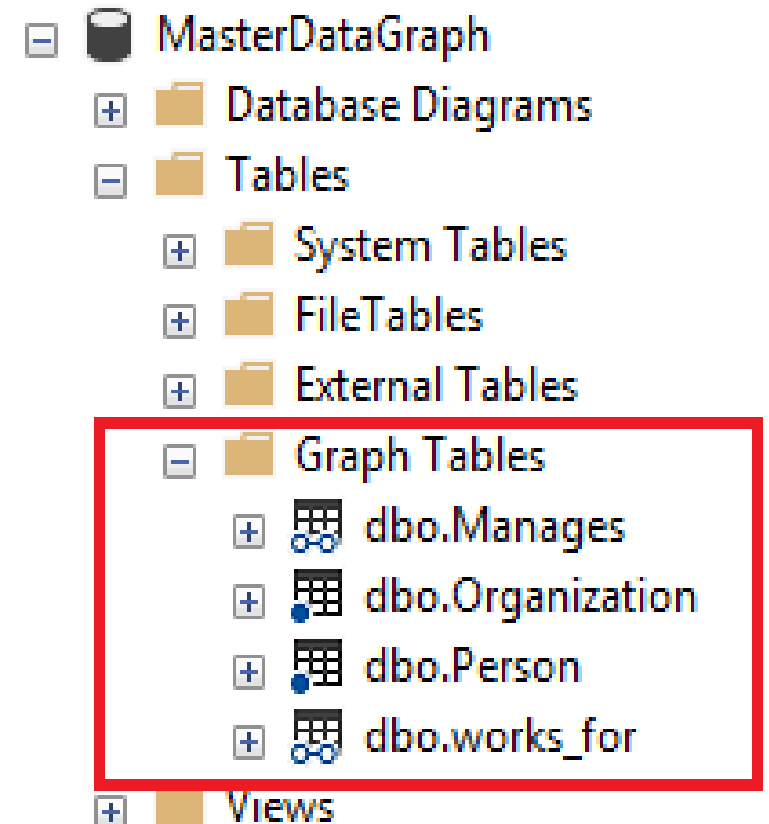 MasterDataGraph
Database Diagrams
Tables
System Tables
FileTables
External Tables
Graph Tables
dbo.Manages
dbo.Organization
dbo.Person
dbo.works_for
Views